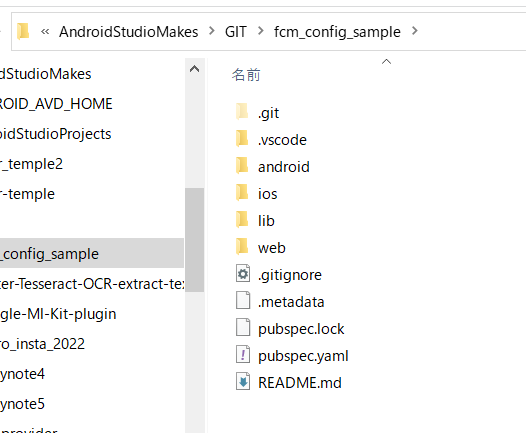 « AndroidStudioMakes > GIT > fcm_config_sample >
dStudioMakes
ROID_AVD_HOME
oidStudioProjects
r_temple2
r-temple
_config_sample
ter-Tesseract-OCR-extract-te
gle-Ml-Kit-plugin
ro_insta_2022
ynote4
ynote5
provider
名前
.git
.vscode
android
ios
lib
web
.gitignore
.metadata
pubspec.lock
pubspec.yaml
README.md